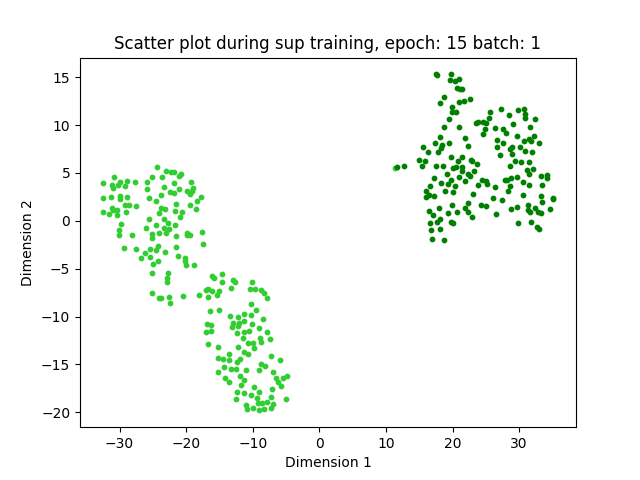 Scatter plot during sup training, epoch: 15 batch: 1
15
10
5
0
−5
−10
−15
−20
Dimension 2
−30 −20 −10 0 10 20 30
Dimension 1